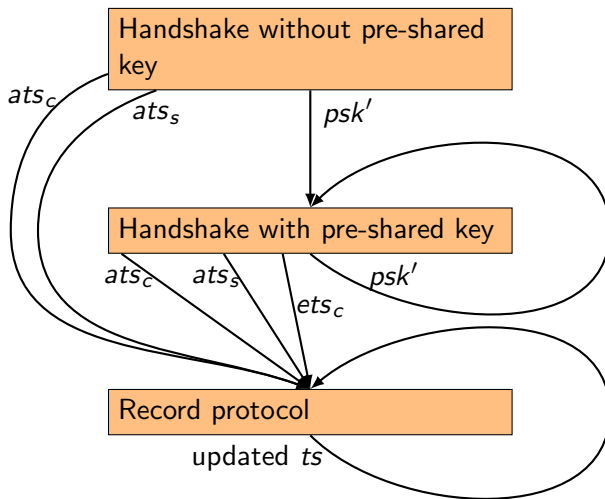 Handshake without pre-shared
key
ats_c
ats_s
psk′
Handshake with pre-shared key
ats_c
ats_s
ets_c
psk′
Record protocol
updated ts